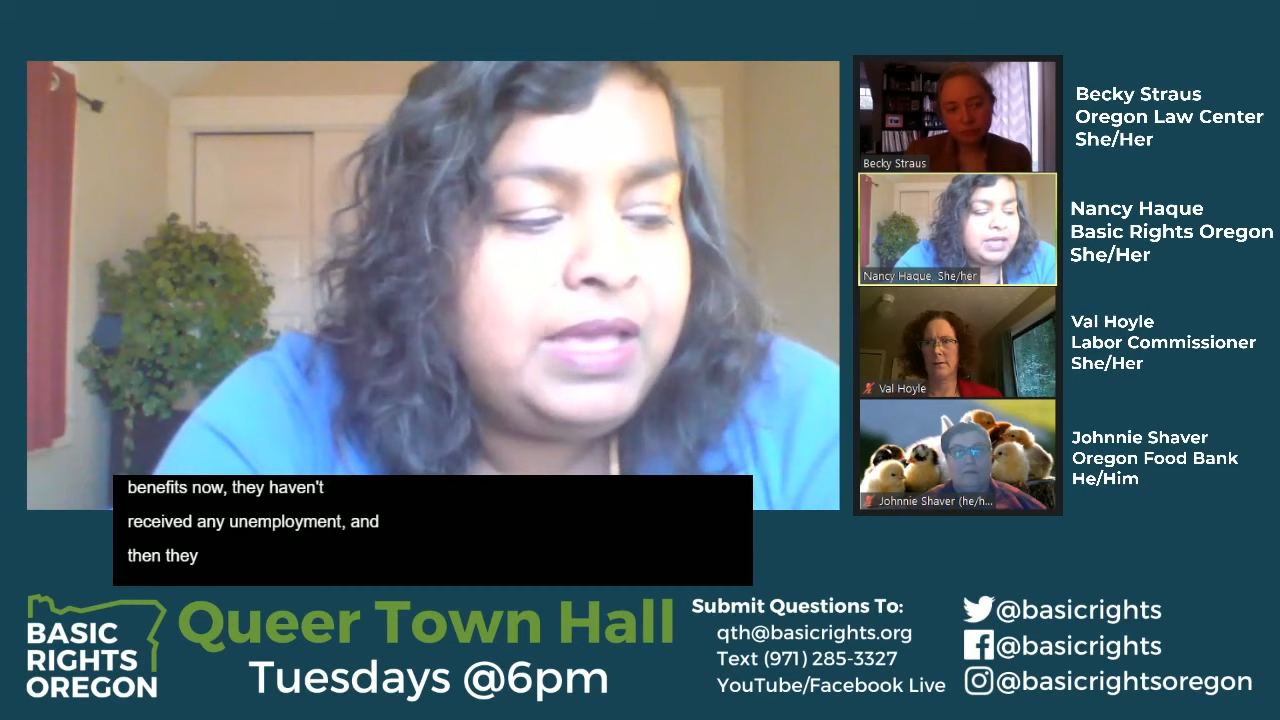 Becky Straus
Oregon Law Center
She/Her
Becky Straus
Nancy Haque
Basic Rights Oregon
She/Her
Nancy Haque, She/her
Val Hoyle
Labor Commissioner
She/Her
Val Hoyle
Johnnie Shaver
Oregon Food Bank
He/Him
Johnnie Shaver (he/h...
benefits now, they haven't
received any unemployment, and
then they
BASIC
RIGHTS
OREGON
Queer Town Hall
Tuesdays @6pm
Submit Questions To:
qth@basicrights.org
Text (971) 285-3327
YouTube/Facebook Live
@basicrights
@basicrights
@basicrightsoregon